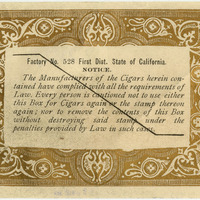 Factory No. 528 First Dist. State of California.
NOTICE.
The Manufacturers of the Cigars herein con-
tained have complied with all the requirements of
Law. Every person is cautioned not to use either
this Box for Cigars again or the stamp thereon
again; nor to remove the contents of this Box
without destroying said stamp under the
penalties provided by Law in such cases.